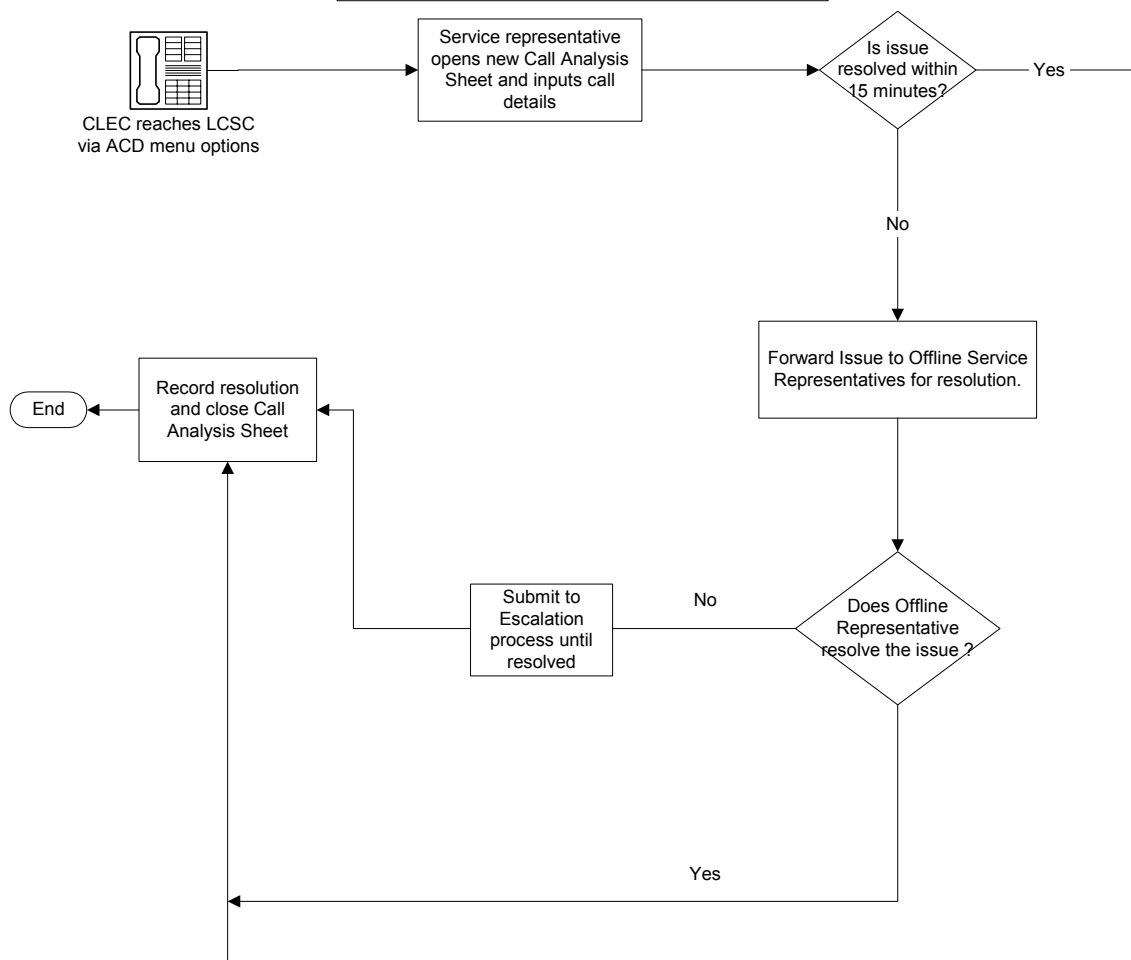 CLEC reaches LCSC
via ACD menu options
Service representative
opens new Call Analysis
Sheet and inputs call
details
Is issue
resolved within
15 minutes?
Yes
No
Forward Issue to Offline Service
Representatives for resolution.
Does Offline
Representative
resolve the issue ?
No
Submit to
Escalation
process until
resolved
Yes
Record resolution
and close Call
Analysis Sheet
End